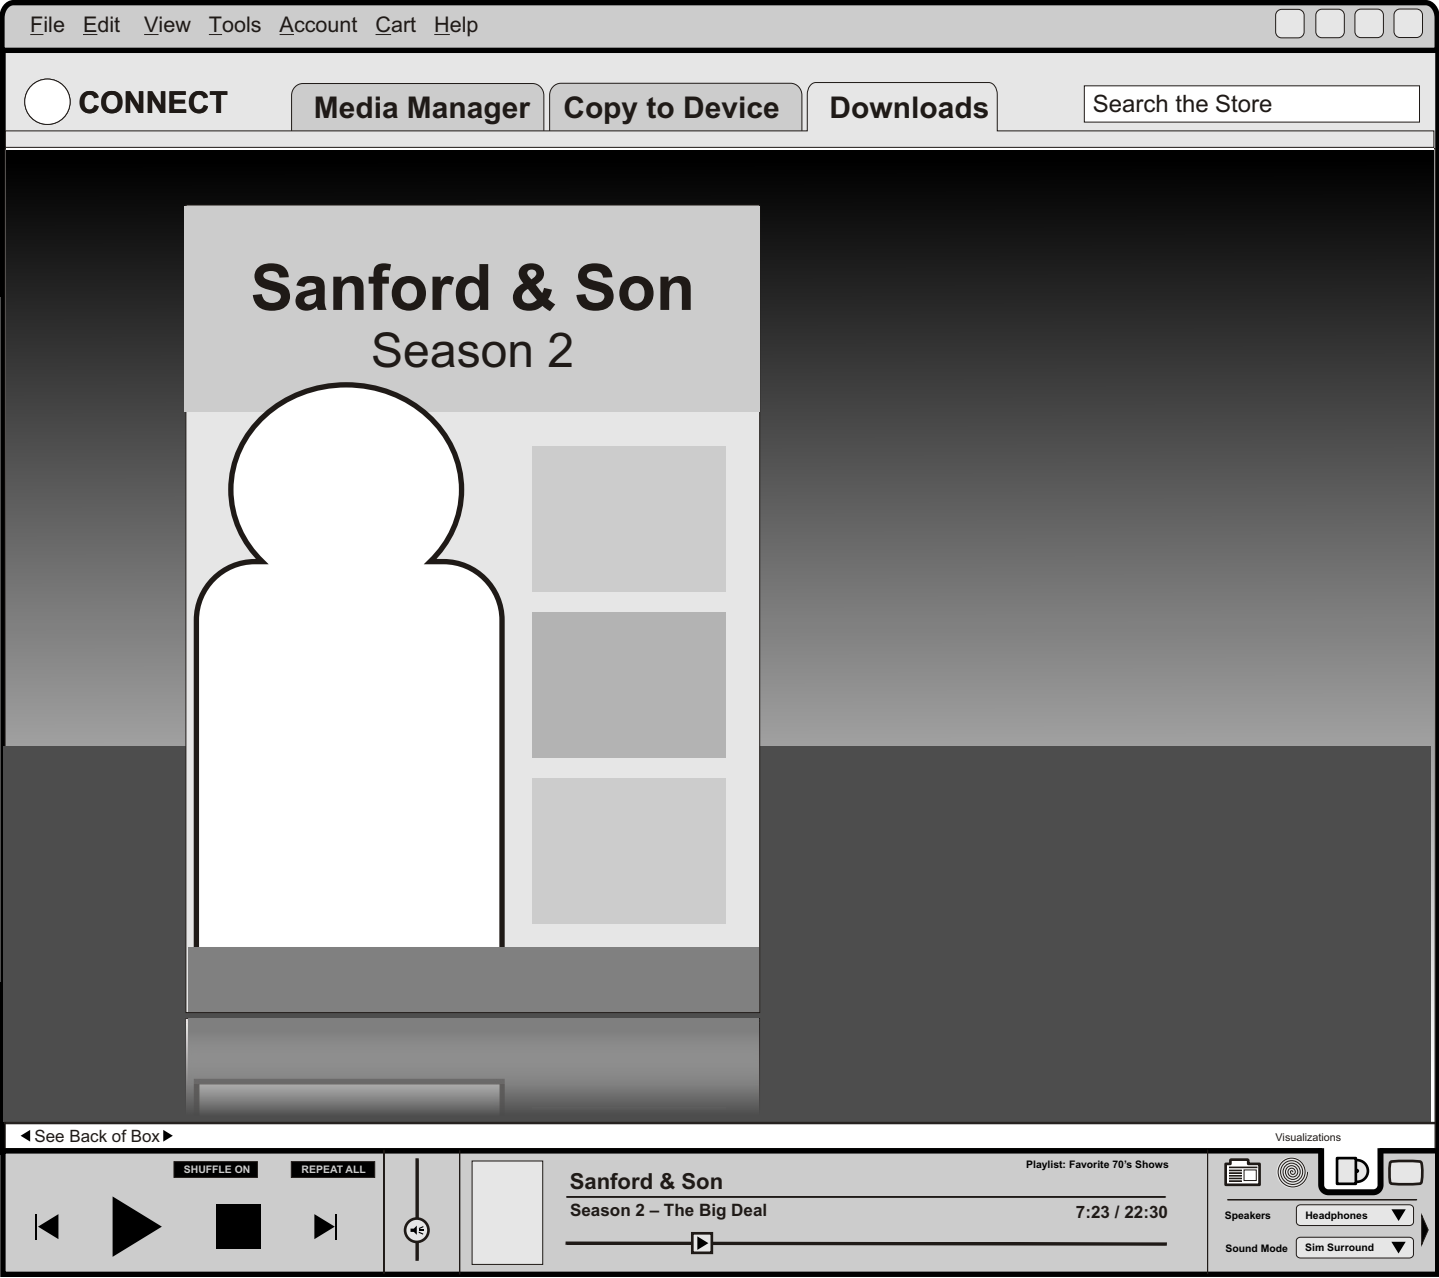 File Edit View Tools Account Cart Help
CONNECT
Media Manager
Copy to Device
Downloads
Search the Store
Sanford & Son
Season 2
See Back of Box
Visualizations
SHUFFLE ON
REPEAT ALL
Playlist: Favorite 70's Shows
Sanford & Son
Season 2 – The Big Deal
7:23 / 22:30
Speakers
Headphones
Sound Mode
Sim Surround